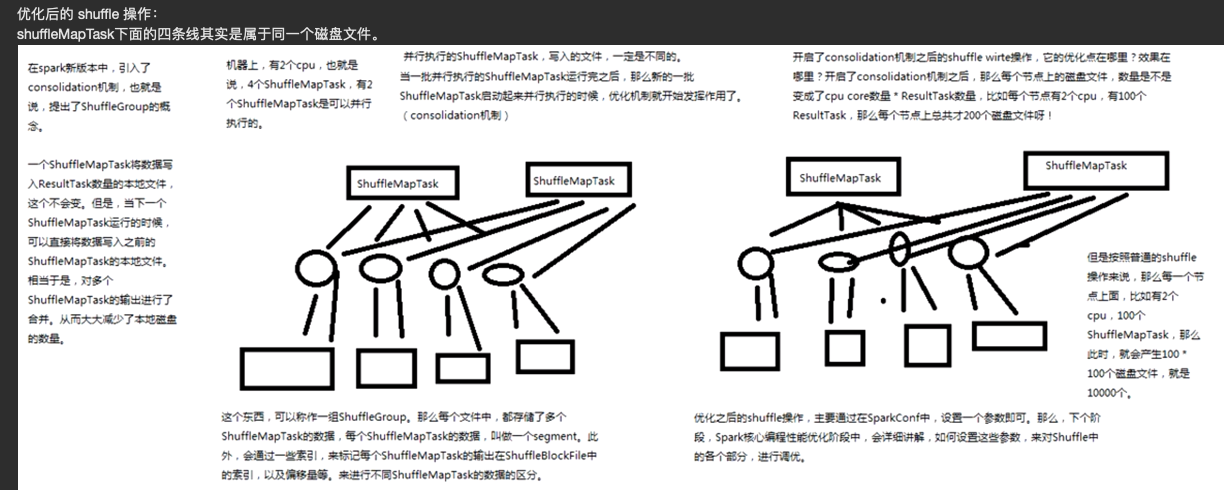 优化后的 shuffle 操作：
shuffleMapTask下面的四条线其实是属于同一个磁盘文件。
在spark新版本中，引入了
consolidation机制，也就是
说，提出了ShuffleGroup的概
念。
一个ShuffleMapTask将数据写
入ResultTask数量的本地文件，
这个不会变。但是，当下一个
ShuffleMapTask运行的时候，
可以直接将数据写入之前的
ShuffleMapTask的本地文件。
相当于是，对多个
ShuffleMapTask的输出进行了
合并。从而大大减少了本地磁盘
的数量。
机器上，有2个cpu，也就是
说，4个ShuffleMapTask，有2
个ShuffleMapTask是可以并行
执行的。
并行执行的ShuffleMapTask，写入的文件，一定是不同的。
当一批并行执行的ShuffleMapTask运行完之后，那么新的一批
ShuffleMapTask启动起来并行执行的时候，优化机制就开始发挥作用了。
（consolidation机制）
开启了consolidation机制之后的shuffle wirte操作，它的优化点在哪里？效果在
哪里？开启了consolidation机制之后，那么每个节点上的磁盘文件，数量是不是
变成了cpu core数量 * ResultTask数量，比如每个节点有2个cpu，有100个
ResultTask，那么每个节点上总共才200个磁盘文件呀！
ShuffleMapTask
ShuffleMapTask
ShuffleMapTask
ShuffleMapTask
但是按照普通的shuffle
操作来说，那么每一个节
点上面，比如有2个
cpu，100个
ShuffleMapTask，那么
此时，就会产生100 *
100个磁盘文件，就是
10000个。
这个东西，可以称作一组ShuffleGroup。那么每个文件中，都存储了多个
ShuffleMapTask的数据，每个ShuffleMapTask的数据，叫做一个segment。此
外，会通过一些索引，来标记每个ShuffleMapTask的输出在ShuffleBlockFile中
的索引，以及偏移量等。来进行不同ShuffleMapTask的数据的区分。
优化之后的shuffle操作，主要通过在SparkConf中，设置一个参数即可。那么，下个阶
段，Spark核心编程性能优化阶段中，会详细讲解，如何设置这些参数，来对Shuffle中
的各个部分，进行调优。